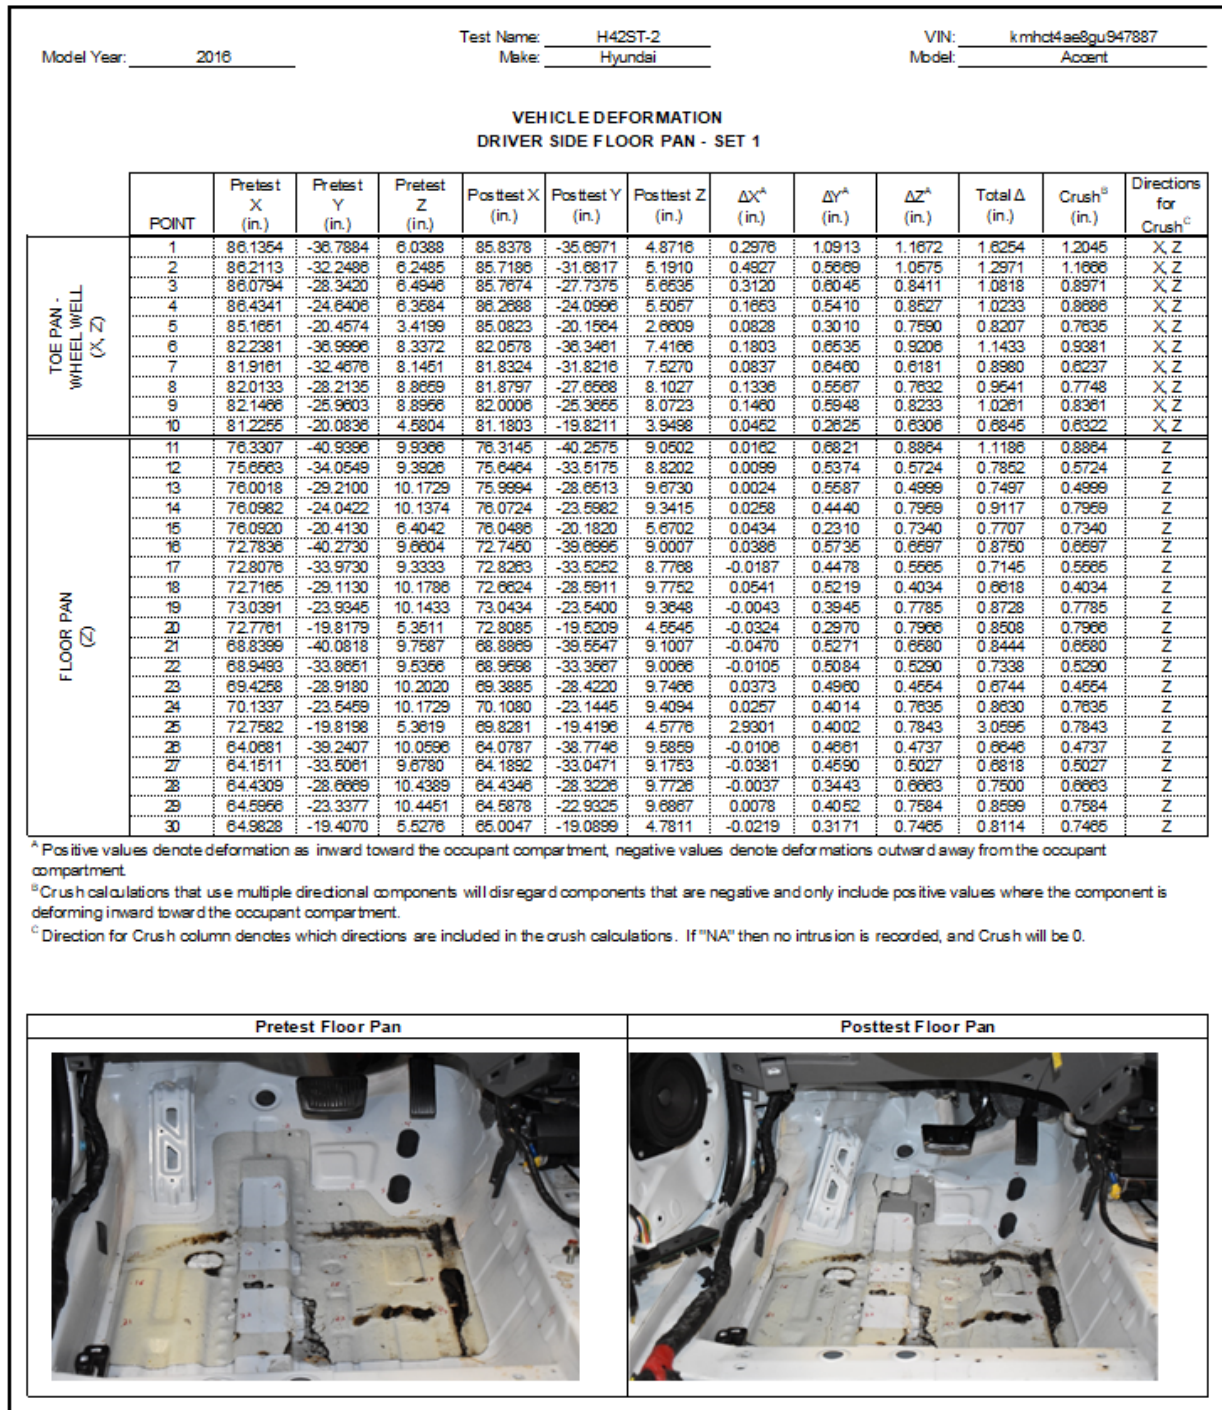 Test Name: H42ST-2 VIN: kmhct4ae8gu947887
Model Year: 2016 Make: Hyundai Model: Accent
VEHICLE DEFORMATION
DRIVER SIDE FLOOR PAN - SET 1
POINT Pretest X (in.) Pretest Y (in.) Pretest Z (in.) Posttest X (in.) Posttest Y (in.) Posttest Z (in.) ΔXᴬ (in.) ΔYᴬ (in.) ΔZᴬ (in.) Total Δ (in.) Crushᴮ (in.) Directions for Crushᶜ
TOE PAN - WHEEL WELL (X, Z)
1 86.1354 -36.7884 6.0388 85.8378 -35.6971 4.8716 0.2976 1.0913 1.1672 1.6254 1.2045 X, Z
2 86.2113 -32.2486 6.2485 85.7186 -31.6817 5.1910 0.4927 0.5669 1.0575 1.2971 1.1666 X, Z
3 86.0794 -28.3420 6.4946 85.7674 -27.7375 5.6535 0.3120 0.6045 0.8411 1.0818 0.8971 X, Z
4 86.4341 -24.6406 6.3584 86.2688 -24.0996 5.5057 0.1653 0.5410 0.8527 1.0233 0.8686 X, Z
5 85.1651 -20.4574 3.4199 85.0823 -20.1564 2.6609 0.0828 0.3010 0.7590 0.8207 0.7635 X, Z
6 82.2381 -36.9996 8.3372 82.0578 -36.3461 7.4166 0.1803 0.6535 0.9206 1.1433 0.9381 X, Z
7 81.9161 -32.4676 8.1451 81.8324 -31.8216 7.5270 0.0837 0.6460 0.6181 0.8980 0.6237 X, Z
8 82.0133 -28.2135 8.8659 81.8797 -27.6568 8.1027 0.1336 0.5567 0.7632 0.9541 0.7748 X, Z
9 82.1466 -25.9603 8.8956 82.0006 -25.3655 8.0723 0.1460 0.5948 0.8233 1.0261 0.8361 X, Z
10 81.2255 -20.0836 4.5804 81.1803 -19.8211 3.9498 0.0452 0.2625 0.6306 0.6845 0.6322 X, Z
FLOOR PAN (Z)
11 76.3307 -40.9396 9.9366 76.3145 -40.2575 9.0502 0.0162 0.6821 0.8864 1.1186 0.8864 Z
12 75.6563 -34.0549 9.3926 75.6464 -33.5175 8.8202 0.0099 0.5374 0.5724 0.7852 0.5724 Z
13 76.0018 -29.2100 10.1729 75.9994 -28.6513 9.6730 0.0024 0.5587 0.4999 0.7497 0.4999 Z
14 76.0982 -24.0422 10.1374 76.0724 -23.5982 9.3415 0.0258 0.4440 0.7959 0.9117 0.7959 Z
15 76.0920 -20.4130 6.4042 76.0486 -20.1820 5.6702 0.0434 0.2310 0.7340 0.7707 0.7340 Z
16 72.7836 -40.2730 9.6604 72.7450 -39.6995 9.0007 0.0386 0.5735 0.6597 0.8750 0.6597 Z
17 72.8076 -33.9730 9.3333 72.8263 -33.5252 8.7768 -0.0187 0.4478 0.5565 0.7145 0.5565 Z
18 72.7165 -29.1130 10.1786 72.6624 -28.5911 9.7752 0.0541 0.5219 0.4034 0.6618 0.4034 Z
19 73.0391 -23.9345 10.1433 73.0434 -23.5400 9.3648 -0.0043 0.3945 0.7785 0.8728 0.7785 Z
20 72.7761 -19.8179 5.3511 72.8085 -19.5209 4.5545 -0.0324 0.2970 0.7966 0.8508 0.7966 Z
21 68.8399 -40.0818 9.7587 68.8869 -39.5547 9.1007 -0.0470 0.5271 0.6580 0.8444 0.6580 Z
22 68.9493 -33.8651 9.5356 68.9598 -33.3567 9.0066 -0.0105 0.5084 0.5290 0.7338 0.5290 Z
23 69.4258 -28.9180 10.2020 69.3885 -28.4220 9.7466 0.0373 0.4960 0.4554 0.6744 0.4554 Z
24 70.1337 -23.5459 10.1729 70.1080 -23.1445 9.4094 0.0257 0.4014 0.7635 0.8630 0.7635 Z
25 72.7582 -19.8198 5.3619 69.8281 -19.4196 4.5776 2.9301 0.4002 0.7843 3.0595 0.7843 Z
26 64.0681 -39.2407 10.0596 64.0787 -38.7746 9.5859 -0.0106 0.4661 0.4737 0.6646 0.4737 Z
27 64.1511 -33.5061 9.6780 64.1892 -33.0471 9.1753 -0.0381 0.4590 0.5027 0.6818 0.5027 Z
28 64.4309 -28.6669 10.4389 64.4346 -28.3226 9.7726 -0.0037 0.3443 0.6663 0.7500 0.6663 Z
29 64.5956 -23.3377 10.4451 64.5878 -22.9325 9.6867 0.0078 0.4052 0.7584 0.8599 0.7584 Z
30 64.9828 -19.4070 5.5276 65.0047 -19.0899 4.7811 -0.0219 0.3171 0.7465 0.8114 0.7465 Z
ᴬ Positive values denote deformation as inward toward the occupant compartment, negative values denote deformations outward away from the occupant
compartment.
ᴮ Crush calculations that use multiple directional components will disregard components that are negative and only include positive values where the component is
deforming inward toward the occupant compartment.
ᶜ Direction for Crush column denotes which directions are included in the crush calculations. If "NA" then no intrusion is recorded, and Crush will be 0.
Pretest Floor Pan Posttest Floor Pan